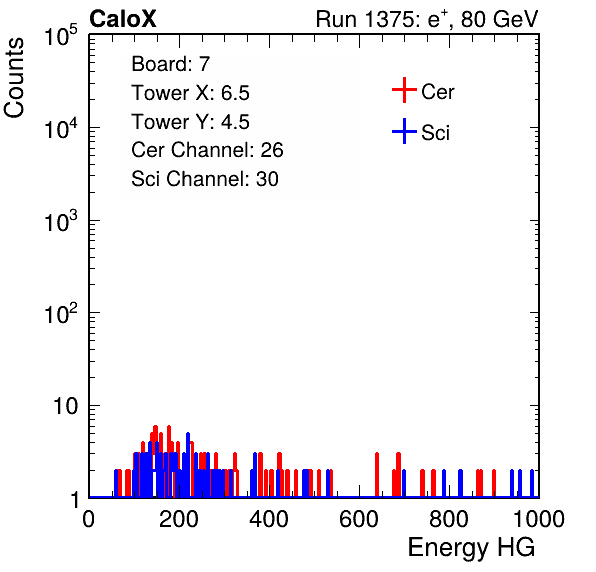 CaloX Run 1375: e⁺, 80 GeV
Counts
10⁵
10⁴
10³
10²
10
1
Board: 7
Tower X: 6.5
Tower Y: 4.5
Cer Channel: 26
Sci Channel: 30
Cer
Sci
0 200 400 600 800 1000
Energy HG